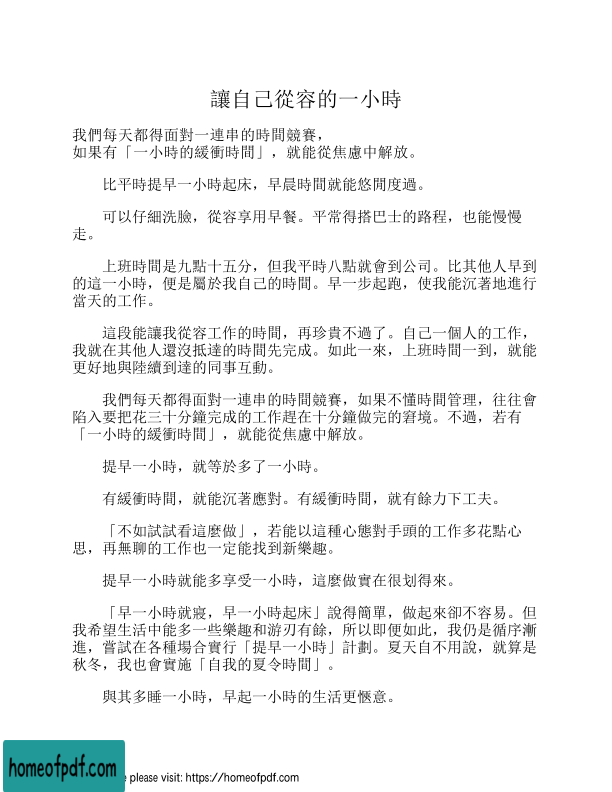 讓自己從容的一小時
我們每天都得面對一連串的時間競賽，
如果有「一小時的緩衝時間」，就能從焦慮中解放。
比平時提早一小時起床，早晨時間就能悠閒度過。
可以仔細洗臉，從容享用早餐。平常得搭巴士的路程，也能慢慢
走。
上班時間是九點十五分，但我平時八點就會到公司。比其他人早到
的這一小時，便是屬於我自己的時間。早一步起跑，使我能沉著地進行
當天的工作。
這段能讓我從容工作的時間，再珍貴不過了。自己一個人的工作，
我就在其他人還沒抵達的時間先完成。如此一來，上班時間一到，就能
更好地與陸續到達的同事互動。
我們每天都得面對一連串的時間競賽，如果不懂時間管理，往往會
陷入要把花三十分鐘完成的工作趕在十分鐘做完的窘境。不過，若有
「一小時的緩衝時間」，就能從焦慮中解放。
提早一小時，就等於多了一小時。
有緩衝時間，就能沉著應對。有緩衝時間，就有餘力下工夫。
「不如試試看這麼做」，若能以這種心態對手頭的工作多花點心
思，再無聊的工作也一定能找到新樂趣。
提早一小時就能多享受一小時，這麼做實在很划得來。
「早一小時就寢，早一小時起床」說得簡單，做起來卻不容易。但
我希望生活中能多一些樂趣和游刃有餘，所以即便如此，我仍是循序漸
進，嘗試在各種場合實行「提早一小時」計劃。夏天自不用說，就算是
秋冬，我也會實施「自我的夏令時間」。
與其多睡一小時，早起一小時的生活更愜意。
homeofpdf.com
e please visit: https://homeofpdf.com